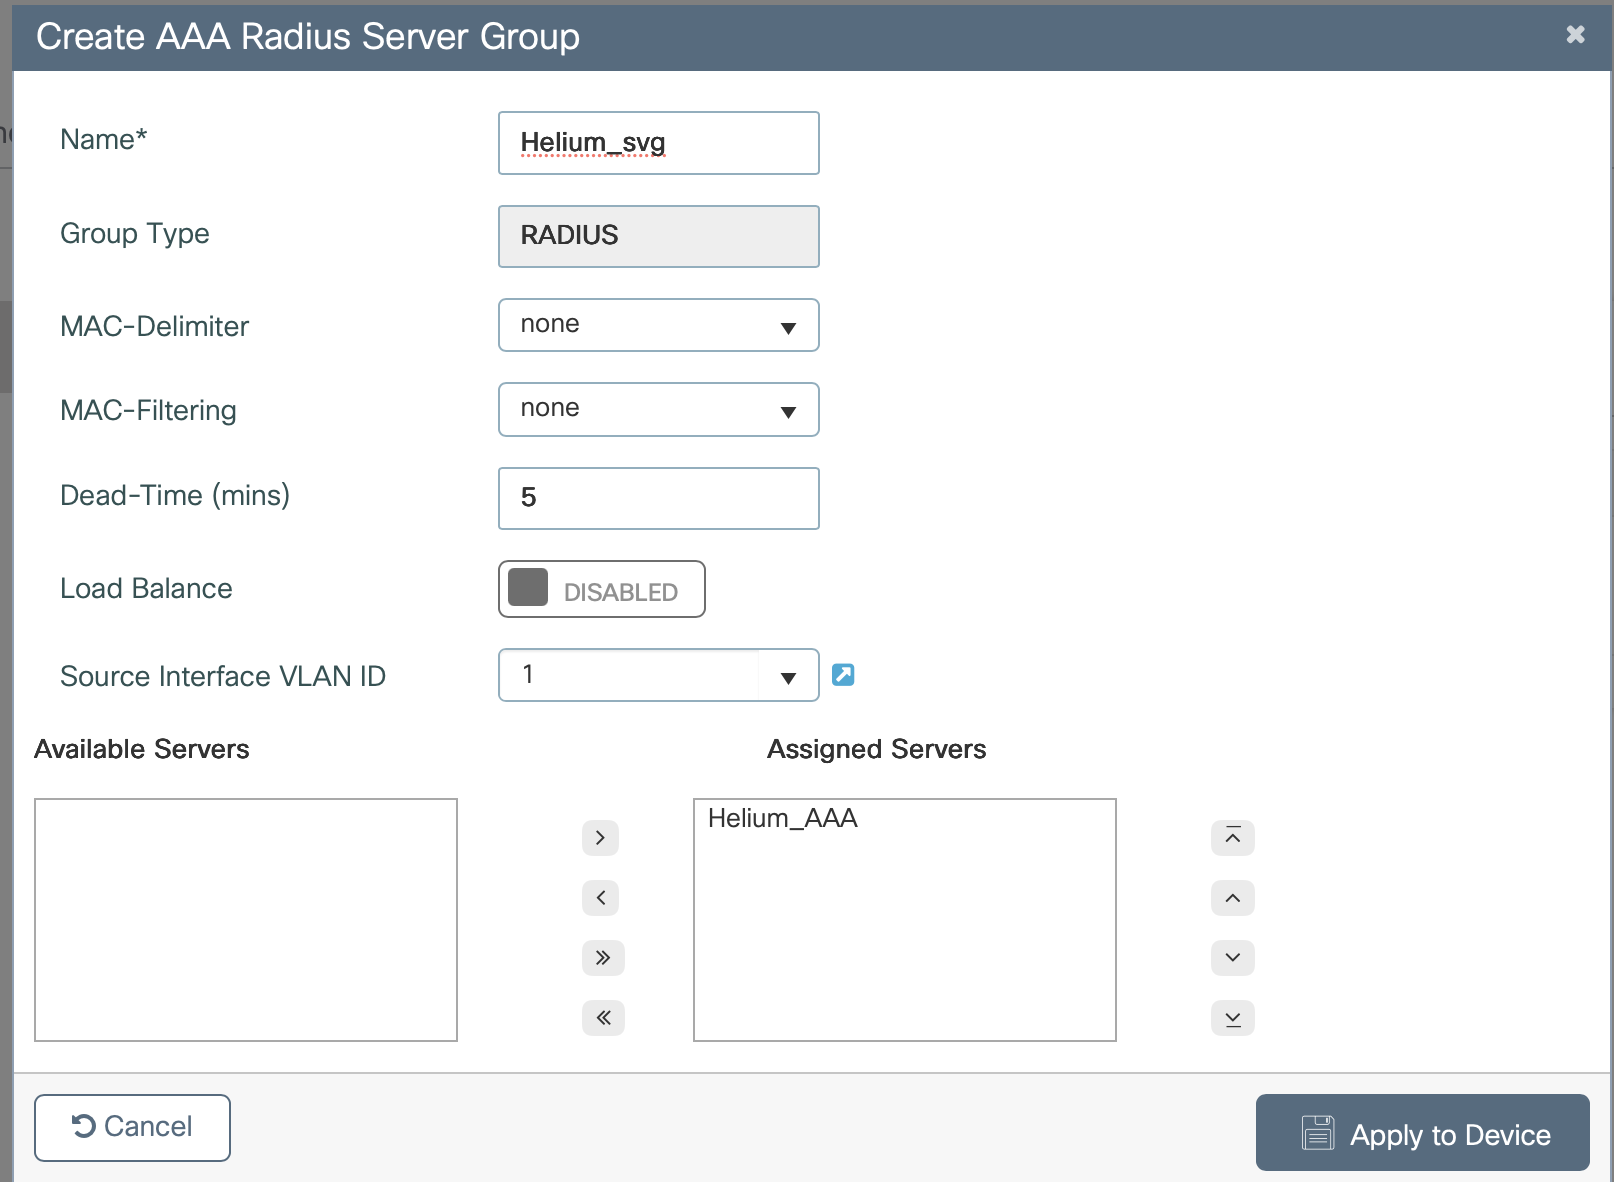 Create AAA Radius Server Group
Name*
Helium_svg
Group Type
RADIUS
MAC-Delimiter
none
MAC-Filtering
none
Dead-Time (mins)
5
Load Balance
DISABLED
Source Interface VLAN ID
1
Available Servers
Assigned Servers
Helium_AAA
Cancel
Apply to Device